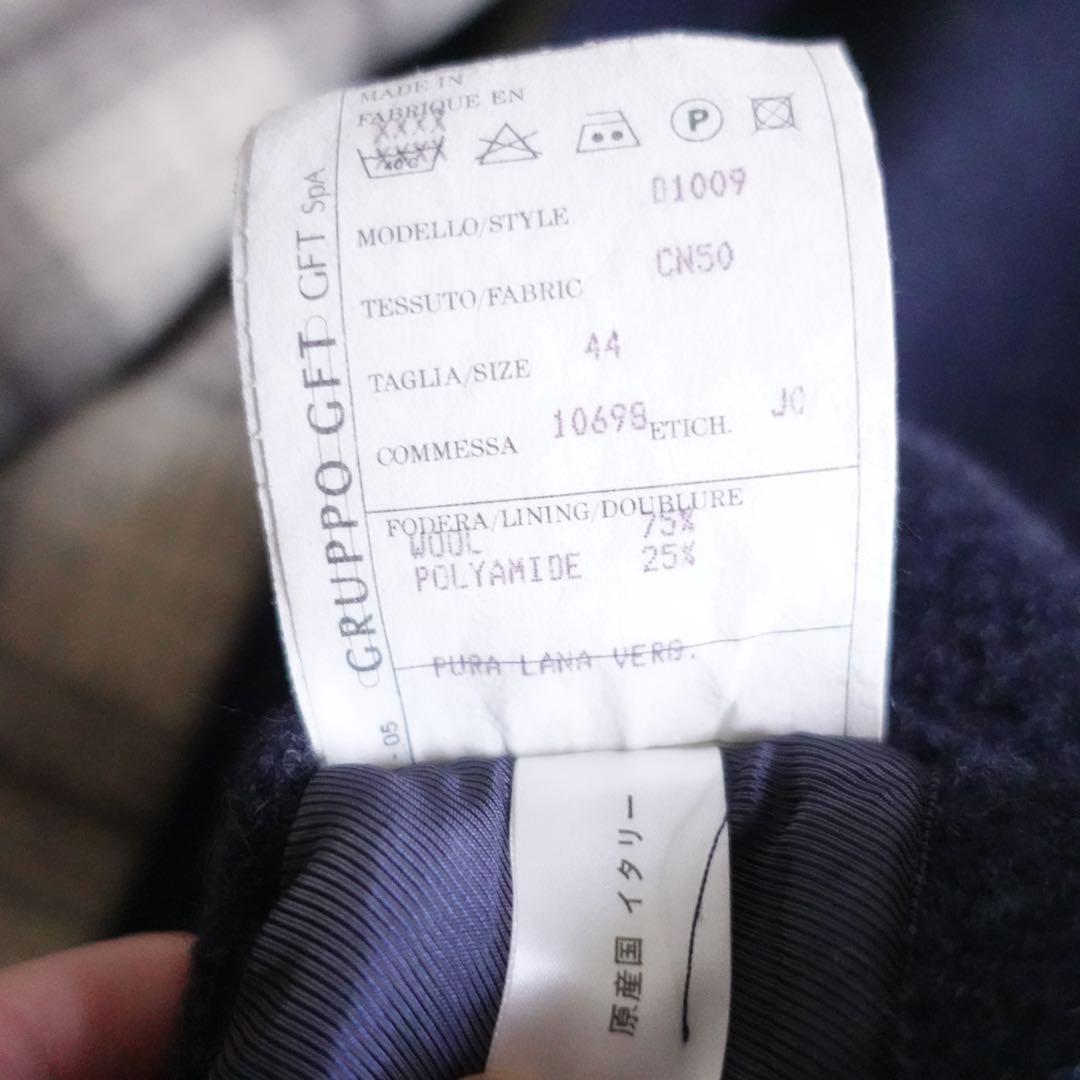 MADE IN
FABRIQUE EN
XXXX
XXXX
40°C
P
MODELLO/STYLE 01009
TESSUTO/FABRIC CN50
TAGLIA/SIZE 44
COMMESSA 10698 ETICH. JC
FODERA/LINING/DOUBLURE
WOOL 75%
POLYAMIDE 25%
PURA LANA VERG.
GRUPPO GFT GFT SpA
05
原産国 イタリー